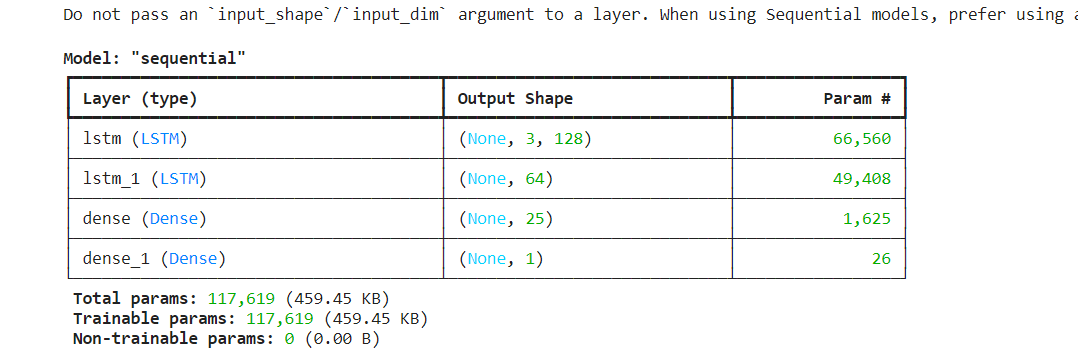 Do not pass an `input_shape`/`input_dim` argument to a layer. When using Sequential models, prefer using
Model: "sequential"
Layer (type) Output Shape Param #
lstm (LSTM) (None, 3, 128) 66,560
lstm_1 (LSTM) (None, 64) 49,408
dense (Dense) (None, 25) 1,625
dense_1 (Dense) (None, 1) 26
Total params: 117,619 (459.45 KB)
Trainable params: 117,619 (459.45 KB)
Non-trainable params: 0 (0.00 B)